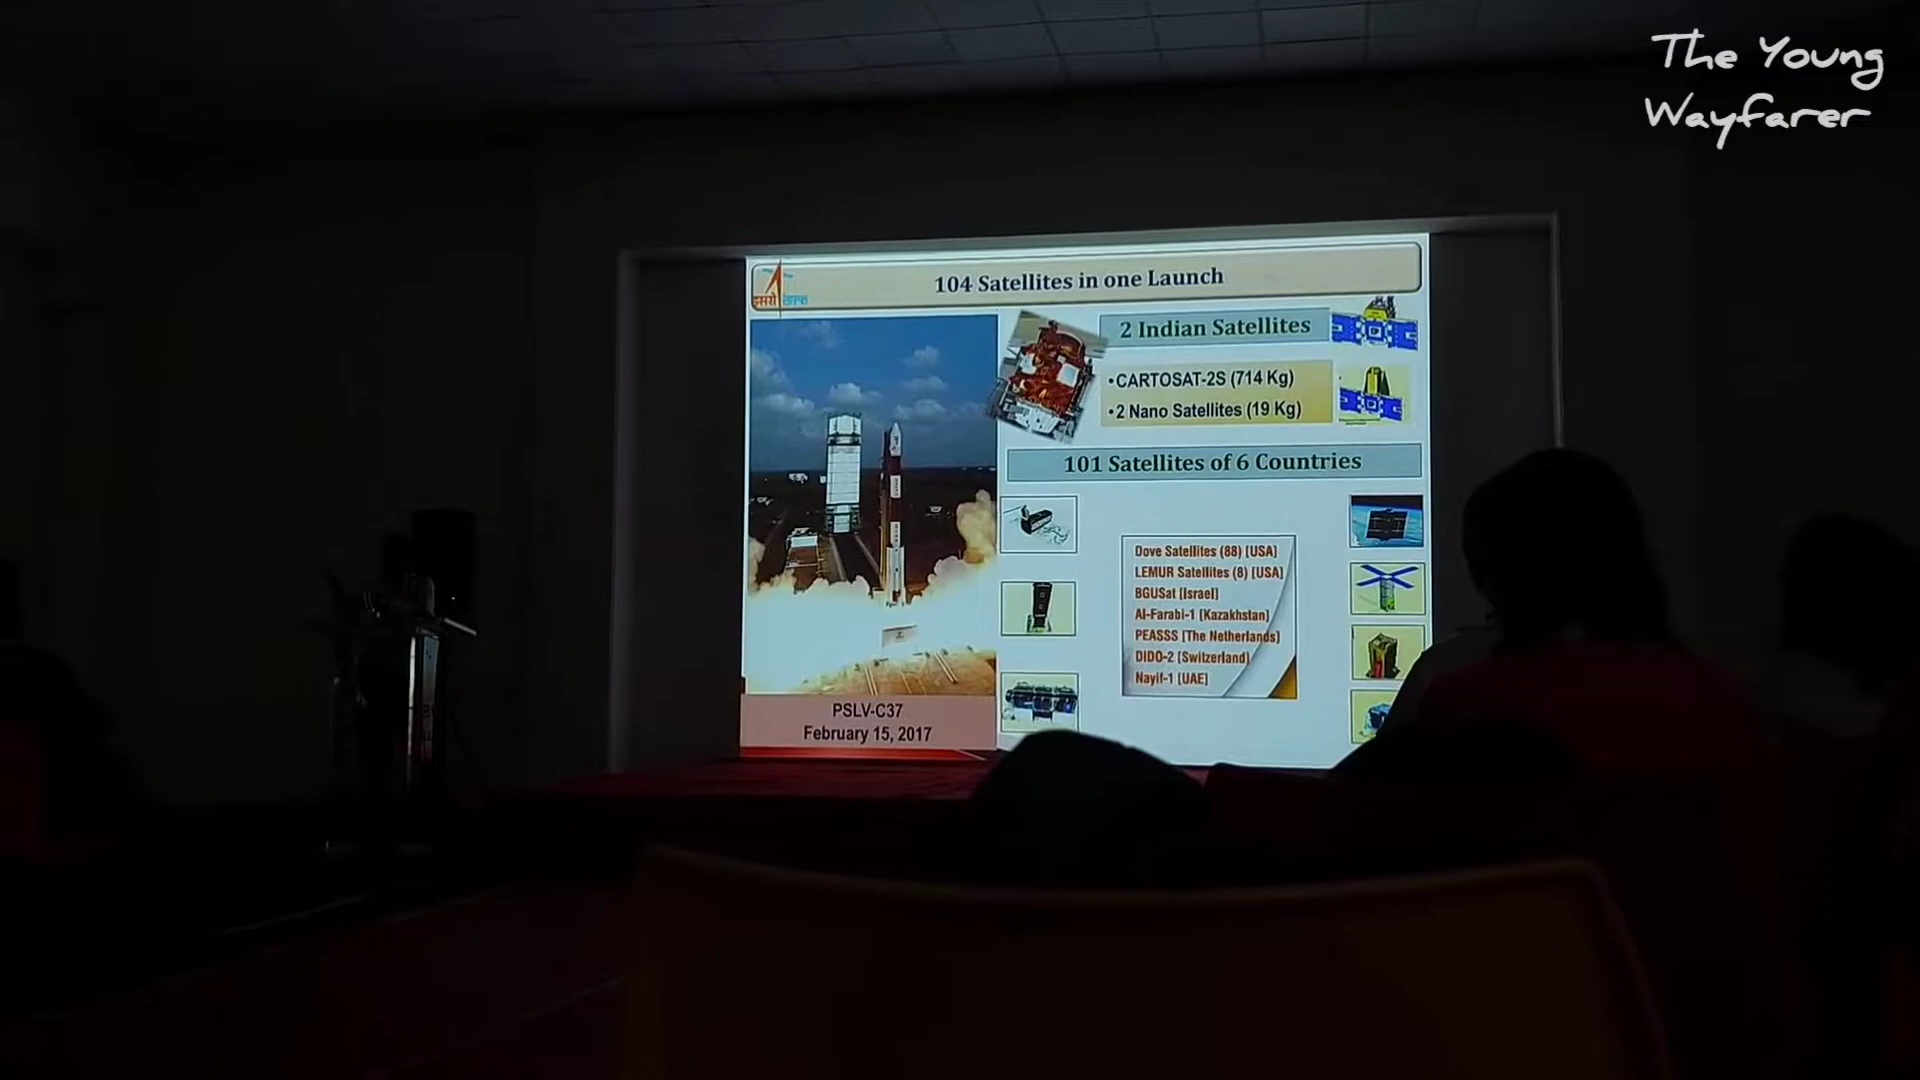 The Young
Wayfarer
104 Satellites in one Launch
इसरो isro
2 Indian Satellites
•CARTOSAT-2S (714 Kg)
•2 Nano Satellites (19 Kg)
101 Satellites of 6 Countries
Dove Satellites (88) [USA]
LEMUR Satellites (8) [USA]
BGUSat [Israel]
Al-Farabi-1 [Kazakhstan]
PEASSS [The Netherlands]
DIDO-2 [Switzerland]
Nayif-1 [UAE]
PSLV-C37
February 15, 2017